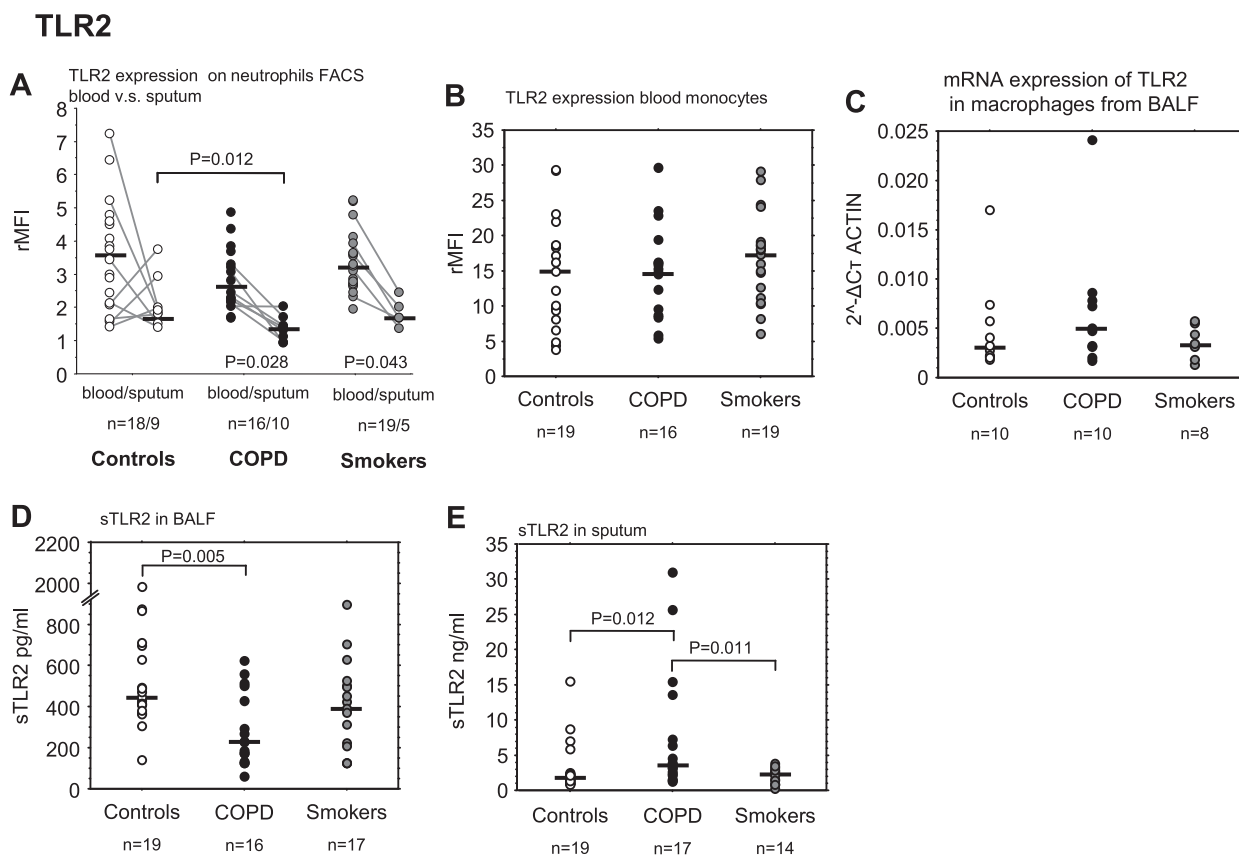 TLR2
A
TLR2 expression on neutrophils FACS
blood v.s. sputum
rMFI
8
7
6
5
4
3
2
1
0
P=0.012
P=0.028
P=0.043
blood/sputum
blood/sputum
blood/sputum
n=18/9
n=16/10
n=19/5
Controls
COPD
Smokers
B
TLR2 expression blood monocytes
rMFI
35
30
25
20
15
10
5
0
Controls
COPD
Smokers
n=19
n=16
n=19
C
mRNA expression of TLR2
in macrophages from BALF
2^-ΔCT ACTIN
0.025
0.020
0.015
0.010
0.005
0
Controls
COPD
Smokers
n=10
n=10
n=8
D
sTLR2 in BALF
sTLR2 pg/ml
2200
2000
800
600
400
200
0
P=0.005
Controls
COPD
Smokers
n=19
n=16
n=17
E
sTLR2 in sputum
sTLR2 ng/ml
35
30
25
20
15
10
5
0
P=0.012
P=0.011
Controls
COPD
Smokers
n=19
n=17
n=14